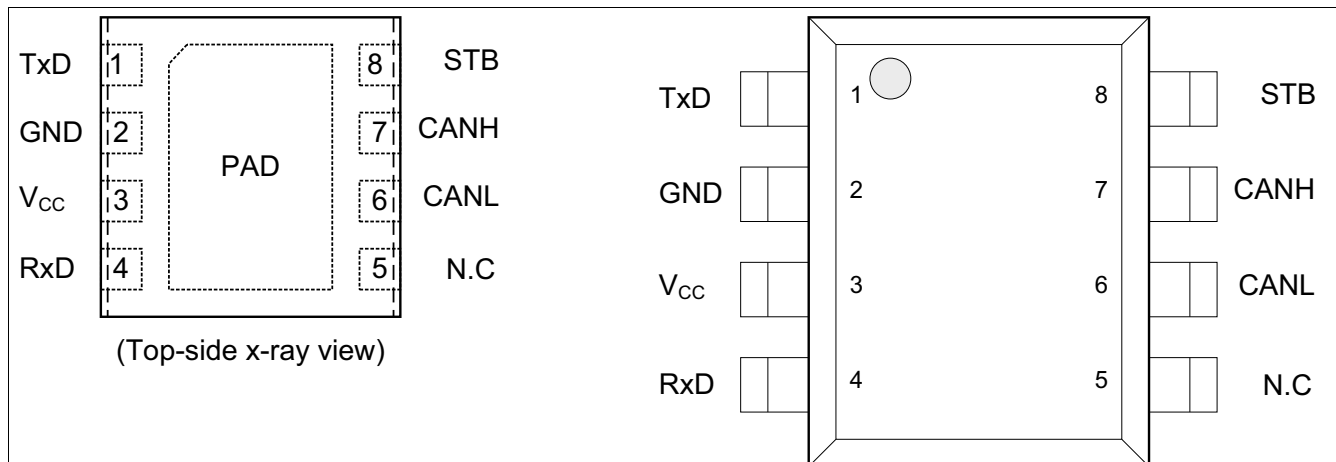 TxD 1 8 STB
GND 2 7 CANH
PAD
VCC 3 6 CANL
RxD 4 5 N.C
(Top-side x-ray view)
TxD 1 8 STB
GND 2 7 CANH
VCC 3 6 CANL
RxD 4 5 N.C